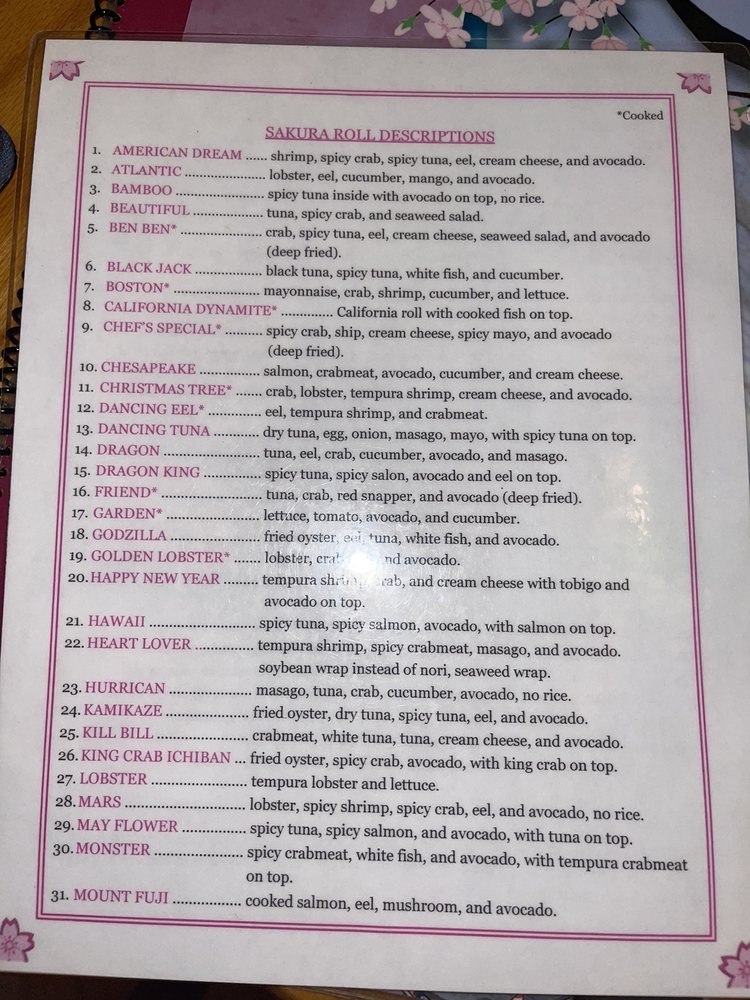 *Cooked
SAKURA ROLL DESCRIPTIONS
1. AMERICAN DREAM ...... shrimp, spicy crab, spicy tuna, eel, cream cheese, and avocado.
2. ATLANTIC ...................... lobster, eel, cucumber, mango, and avocado.
3. BAMBOO ........................ spicy tuna inside with avocado on top, no rice.
4. BEAUTIFUL ................... tuna, spicy crab, and seaweed salad.
5. BEN BEN* ...................... crab, spicy tuna, eel, cream cheese, seaweed salad, and avocado
(deep fried).
6. BLACK JACK .................. black tuna, spicy tuna, white fish, and cucumber.
7. BOSTON* ........................ mayonnaise, crab, shrimp, cucumber, and lettuce.
8. CALIFORNIA DYNAMITE* .............. California roll with cooked fish on top.
9. CHEF'S SPECIAL* .......... spicy crab, ship, cream cheese, spicy mayo, and avocado
(deep fried).
10. CHESAPEAKE ................ salmon, crabmeat, avocado, cucumber, and cream cheese.
11. CHRISTMAS TREE* ....... crab, lobster, tempura shrimp, cream cheese, and avocado.
12. DANCING EEL* .............. eel, tempura shrimp, and crabmeat.
13. DANCING TUNA ............ dry tuna, egg, onion, masago, mayo, with spicy tuna on top.
14. DRAGON ......................... tuna, eel, crab, cucumber, avocado, and masago.
15. DRAGON KING ............... spicy tuna, spicy salon, avocado and eel on top.
16. FRIEND* .......................... tuna, crab, red snapper, and avocado (deep fried).
17. GARDEN* ......................... lettuce, tomato, avocado, and cucumber.
18. GODZILLA ....................... fried oyster, eel, tuna, white fish, and avocado.
19. GOLDEN LOBSTER* ....... lobster, avocado.
20. HAPPY NEW YEAR ......... tempura shrimp, crab, and cream cheese with tobigo and
avocado on top.
21. HAWAII ............................ spicy tuna, spicy salmon, avocado, with salmon on top.
22. HEART LOVER ............... tempura shrimp, spicy crabmeat, masago, and avocado.
soybean wrap instead of nori, seaweed wrap.
23. HURRICAN ...................... masago, tuna, crab, cucumber, avocado, no rice.
24. KAMIKAZE ....................... fried oyster, dry tuna, spicy tuna, eel, and avocado.
25. KILL BILL ......................... crabmeat, white tuna, tuna, cream cheese, and avocado.
26. KING CRAB ICHIBAN ... fried oyster, spicy crab, avocado, with king crab on top.
27. LOBSTER .......................... tempura lobster and lettuce.
28. MARS ................................ lobster, spicy shrimp, spicy crab, eel, and avocado, no rice.
29. MAY FLOWER ................. spicy tuna, spicy salmon, and avocado, with tuna on top.
30. MONSTER ........................ spicy crabmeat, white fish, and avocado, with tempura crabmeat
on top.
31. MOUNT FUJI .................. cooked salmon, eel, mushroom, and avocado.